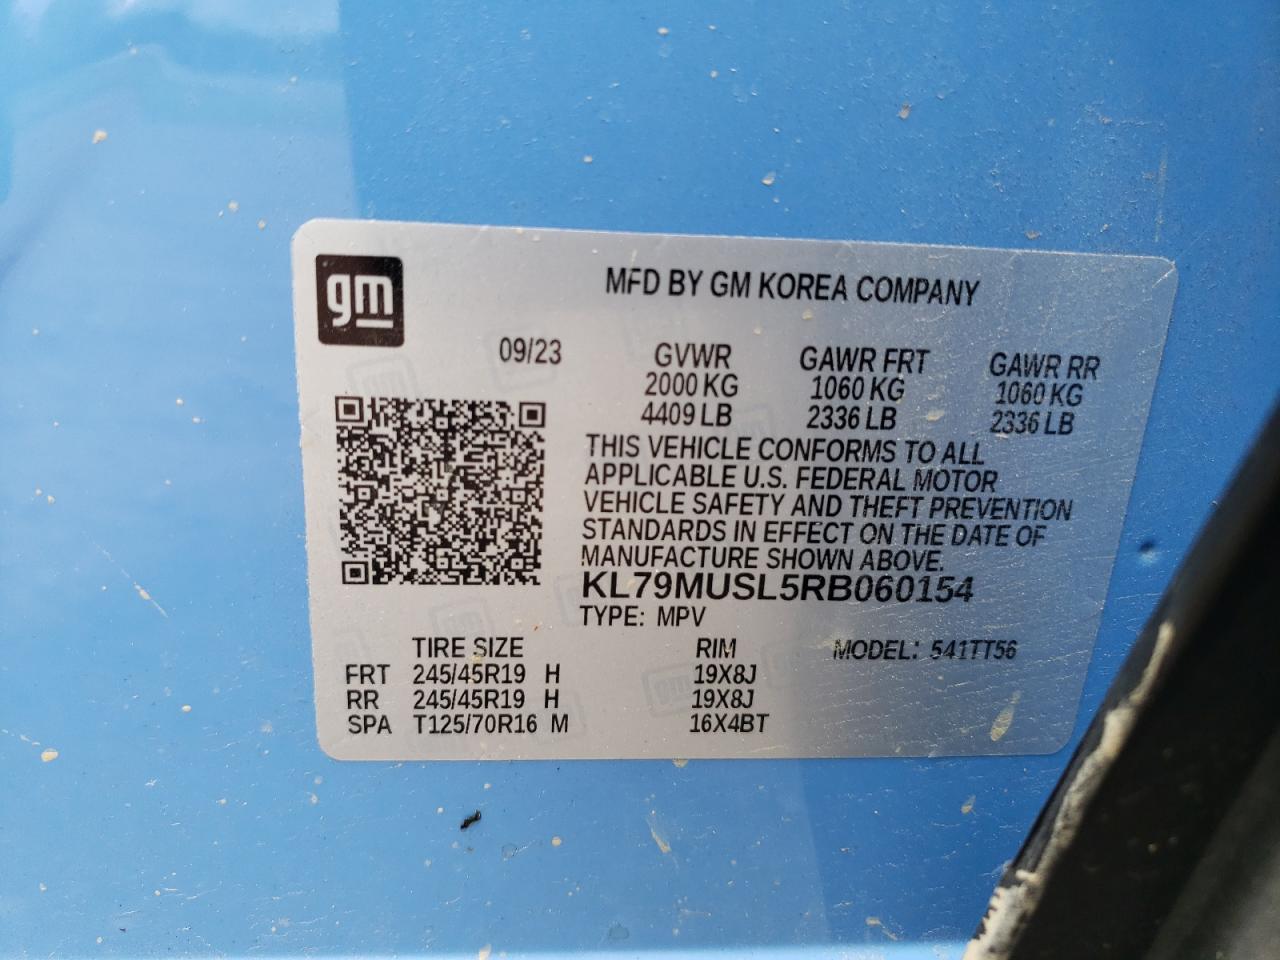 gm
MFD BY GM KOREA COMPANY
09/23 GVWR GAWR FRT GAWR RR
2000 KG 1060 KG 1060 KG
4409 LB 2336 LB 2336 LB
THIS VEHICLE CONFORMS TO ALL
APPLICABLE U.S. FEDERAL MOTOR
VEHICLE SAFETY AND THEFT PREVENTION
STANDARDS IN EFFECT ON THE DATE OF
MANUFACTURE SHOWN ABOVE.
KL79MUSL5RB060154
TYPE: MPV
TIRE SIZE RIM MODEL: 541TT56
FRT 245/45R19 H 19X8J
RR 245/45R19 H 19X8J
SPA T125/70R16 M 16X4BT